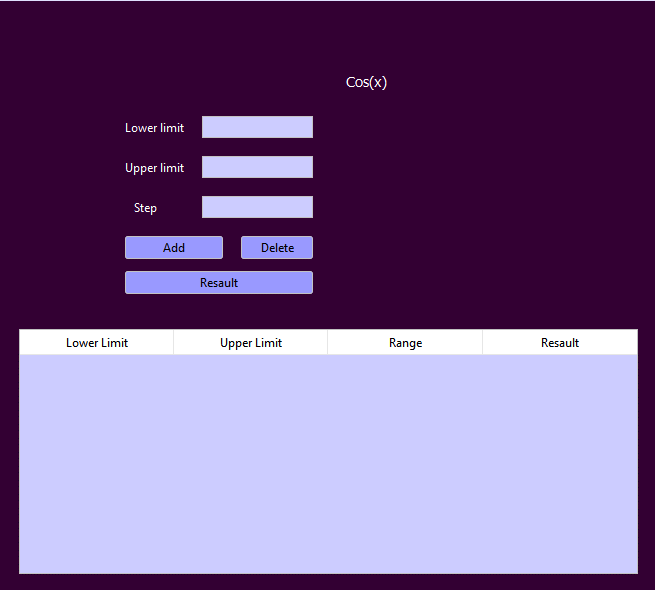 Cos(x)
Lower limit
Upper limit
Step
Add Delete
Resault
Lower Limit Upper Limit Range Resault